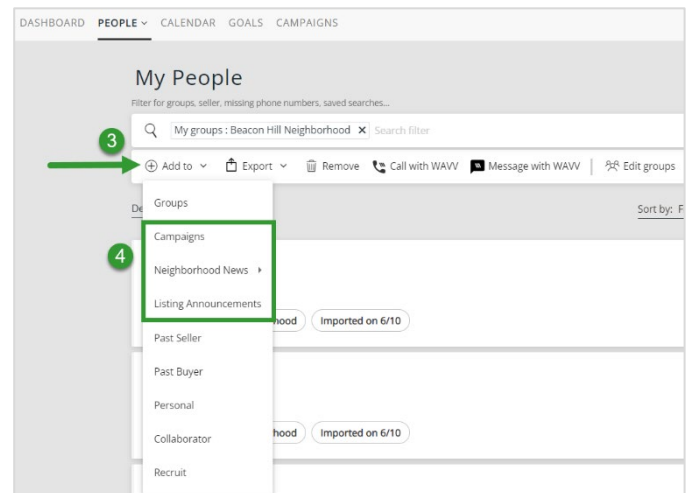 DASHBOARD PEOPLE CALENDAR GOALS CAMPAIGNS
My People
Filter for groups, seller, missing phone numbers, saved searches...
My groups : Beacon Hill Neighborhood X Search filter
3
Add to Export Remove Call with WAVV Message with WAVV Edit groups
De
Sort by: F
Groups
4
Campaigns
Neighborhood News
Listing Announcements
hood Imported on 6/10
Past Seller
Past Buyer
Personal
Collaborator
hood Imported on 6/10
Recruit